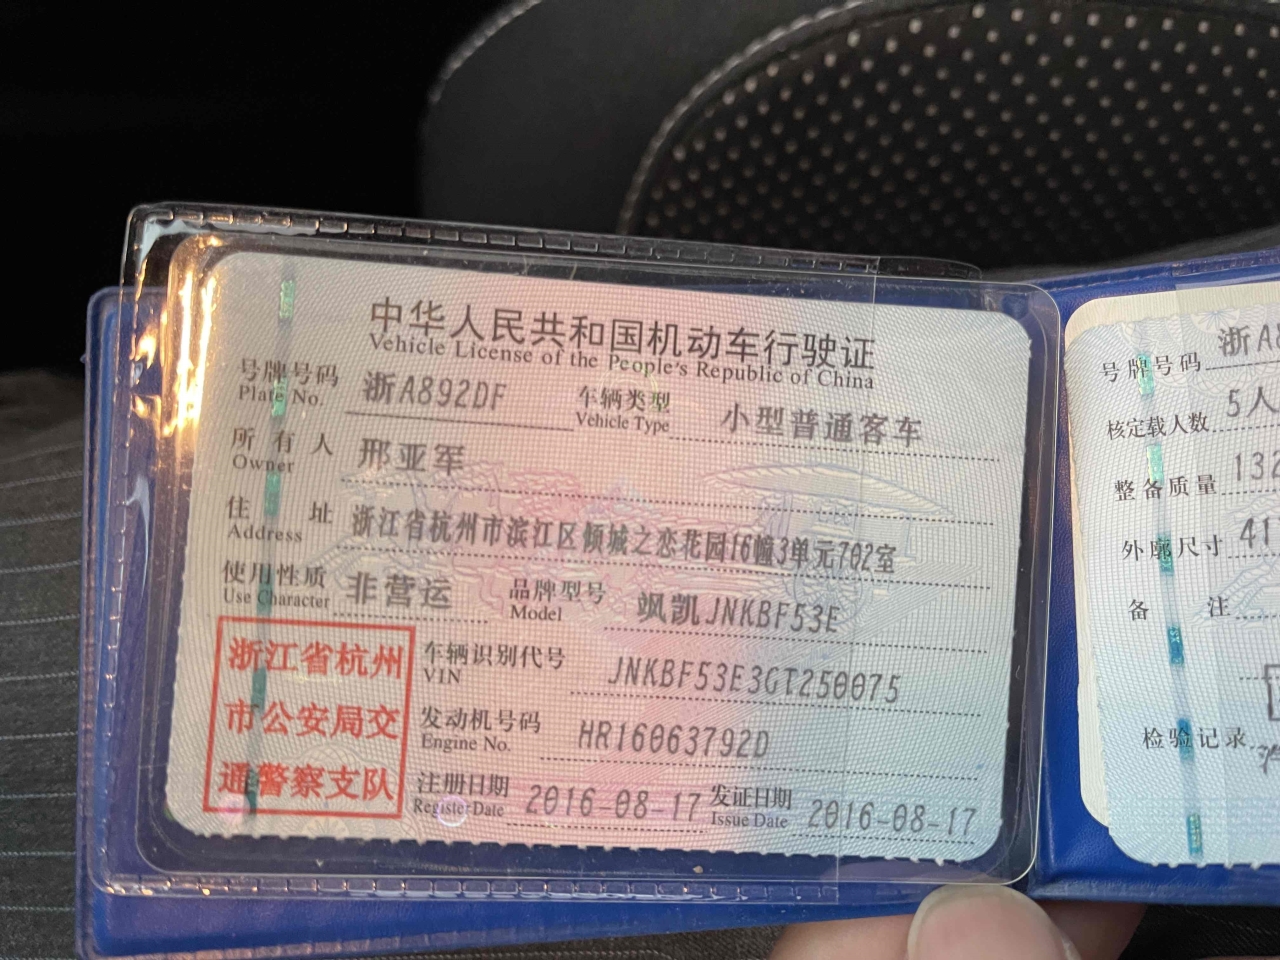 中华人民共和国机动车行驶证
Vehicle License of the People's Republic of China
号牌号码 浙A892DF 车辆类型 小型普通客车
Plate No. Vehicle Type
所有人 邢亚军
Owner
住址 浙江省杭州市滨江区倾城之恋花园16幢3单元702室
Address
使用性质 非营运 品牌型号 飒凯JNKBF53E
Use Character Model
浙江省杭州
市公安局交
通警察支队
车辆识别代号 JNKBF53E3GT250075
VIN
发动机号码 HR16063792D
Engine No.
注册日期 2016-08-17 发证日期 2016-08-17
Register Date Issue Date
号牌号码 浙A8
核定载人数 5人
整备质量 132
外廓尺寸 41
备注
检验记录